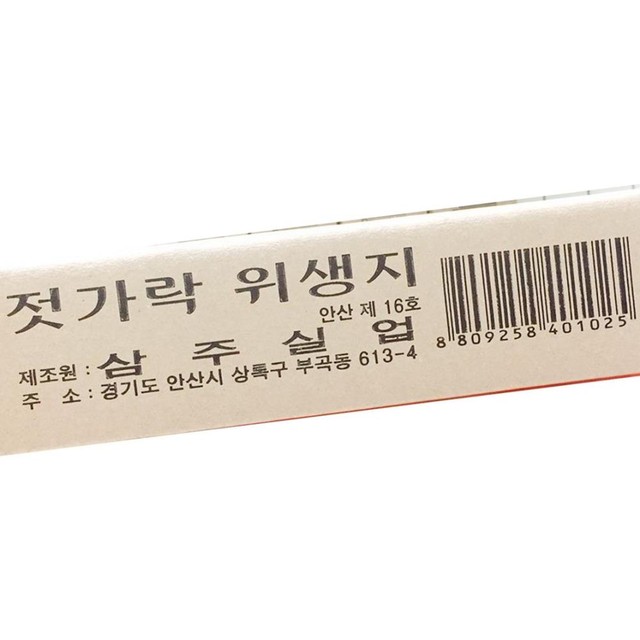 젓가락 위생지
안산 제 16호
제조원 : 삼 주 실 업
주 소 : 경기도 안산시 상록구 부곡동 613-4
8 809258 401025